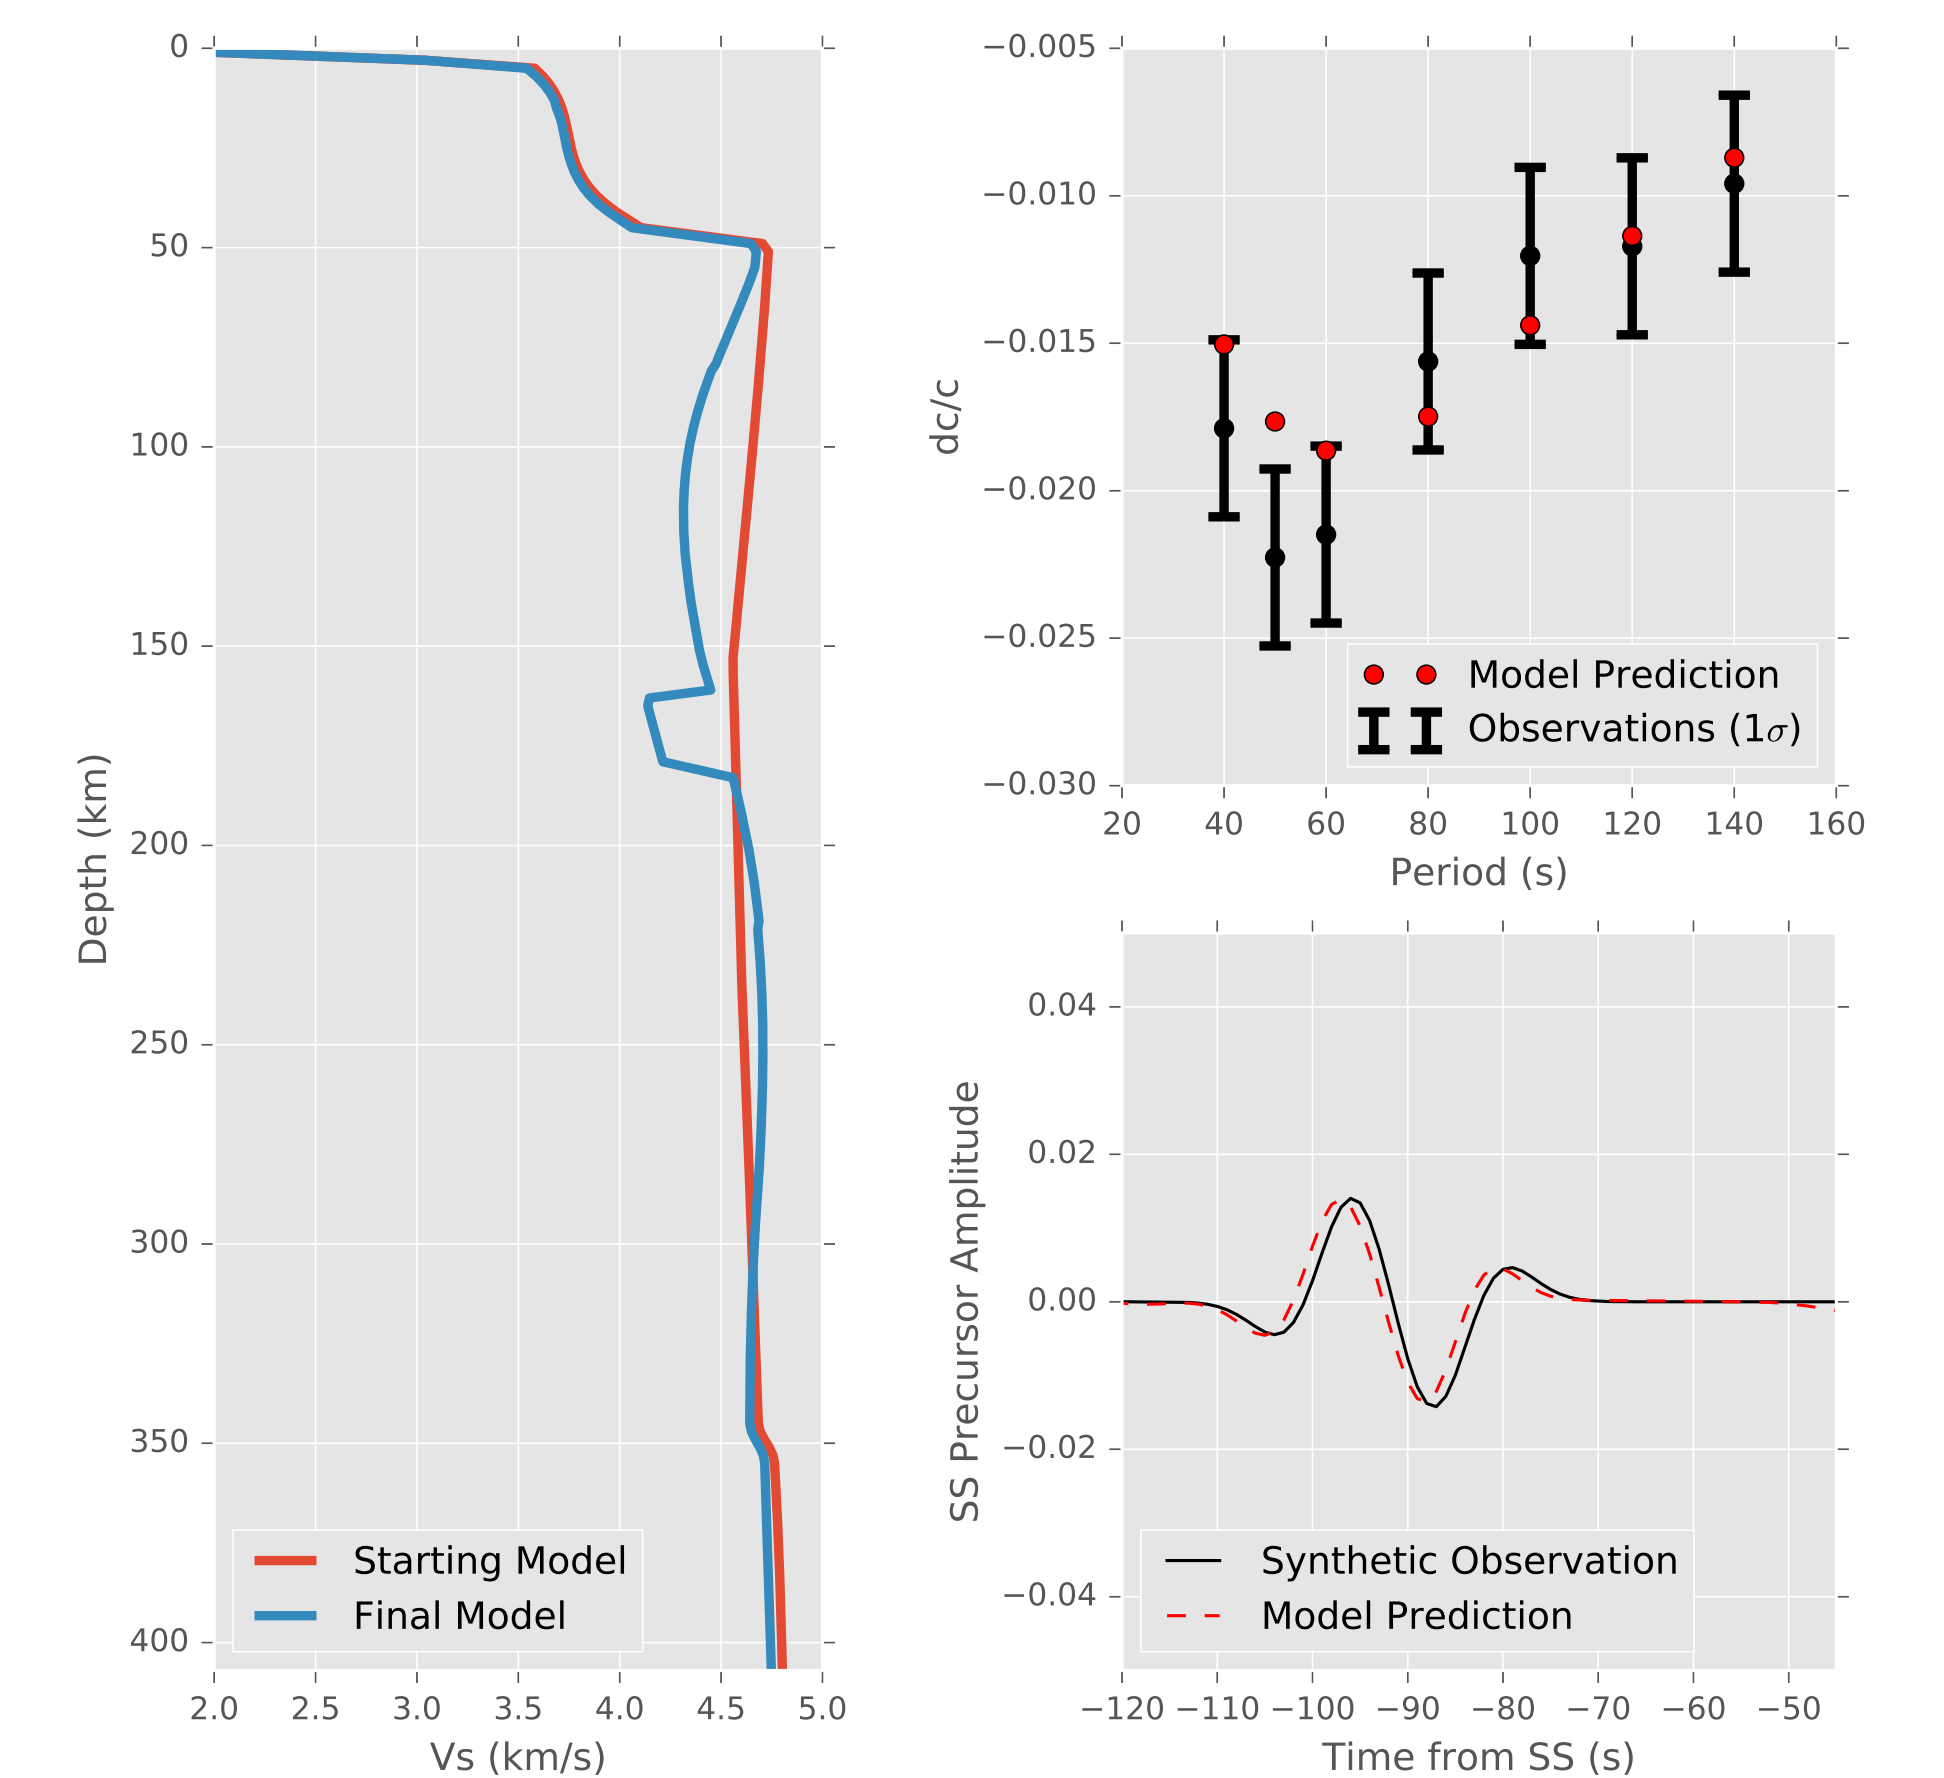 0
50
100
150
200
250
300
350
400
Depth (km)
2.0 2.5 3.0 3.5 4.0 4.5 5.0
Vs (km/s)
Starting Model
Final Model
−0.005
−0.010
−0.015
−0.020
−0.025
−0.030
dc/c
20 40 60 80 100 120 140 160
Period (s)
Model Prediction
Observations (1σ)
0.04
0.02
0.00
−0.02
−0.04
SS Precursor Amplitude
−120 −110 −100 −90 −80 −70 −60 −50
Time from SS (s)
Synthetic Observation
Model Prediction